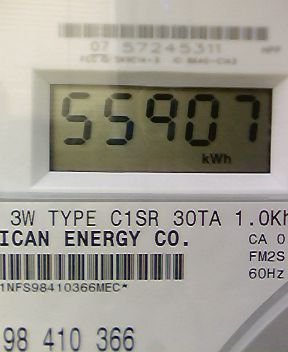 07 57245311
55907
kWh
3W TYPE C1SR 30TA 1.0Kh
ICAN ENERGY CO.
CA 0
FM2S
60Hz
1NFS98410366MEC*
98 410 366